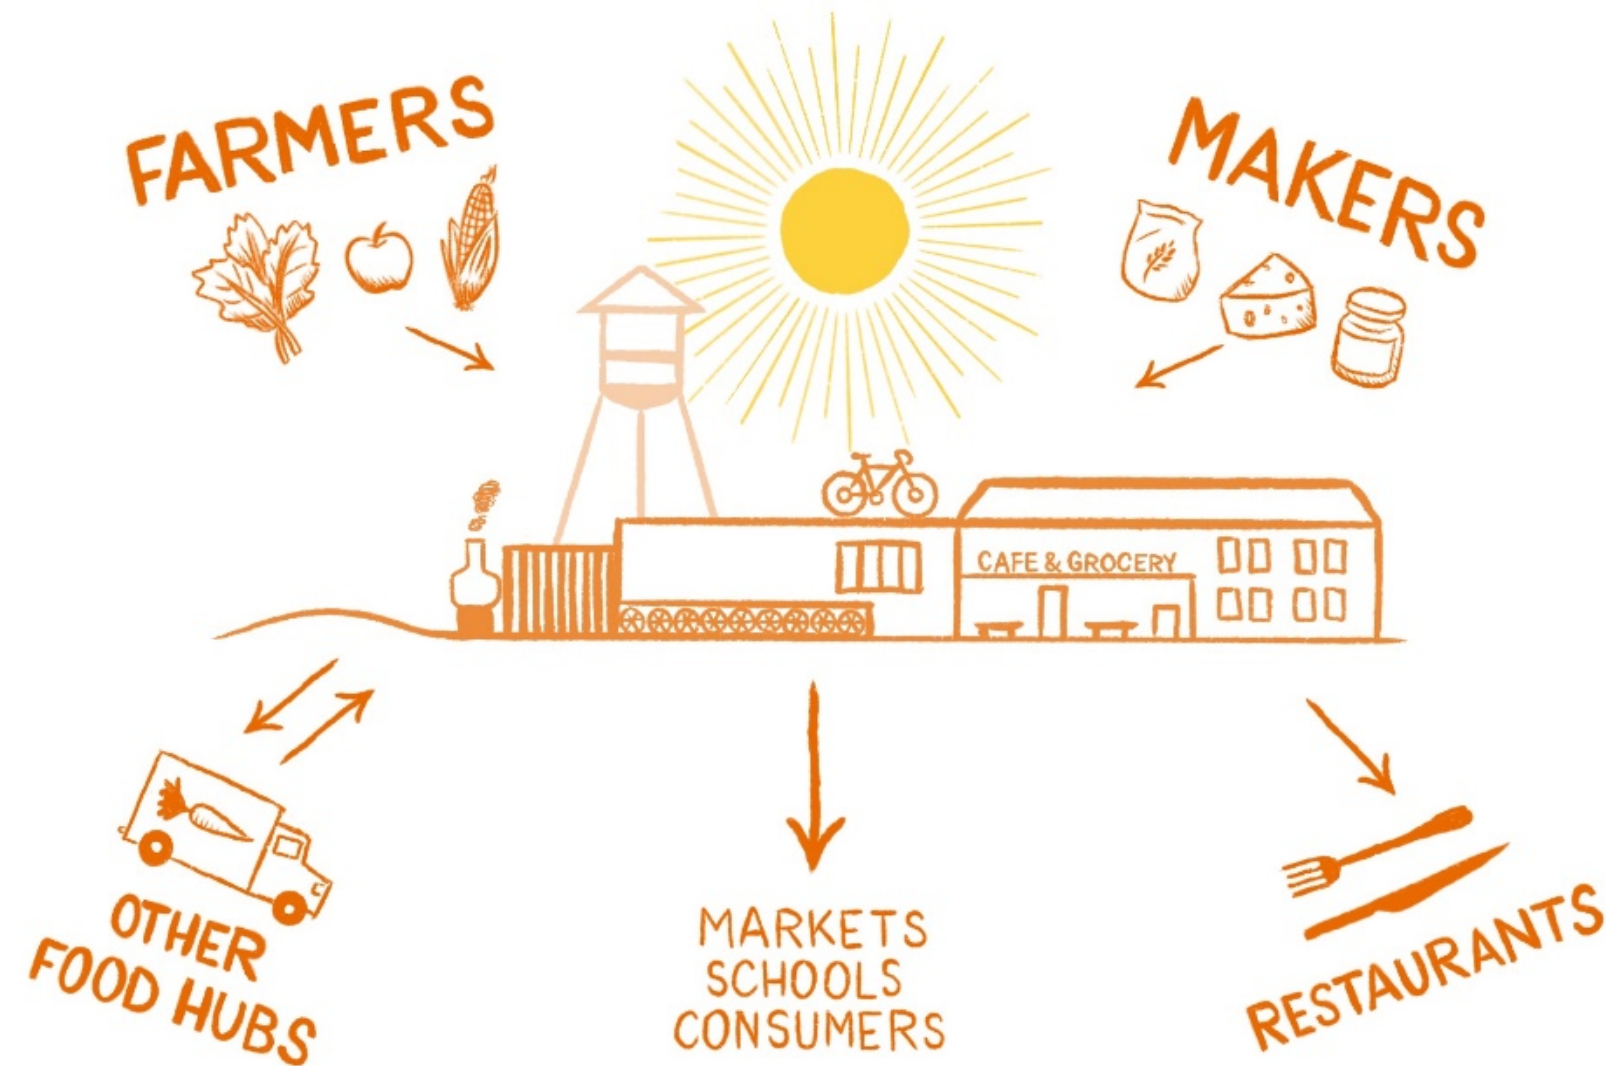 FARMERS
MAKERS
CAFE & GROCERY
OTHER
FOOD HUBS
MARKETS
SCHOOLS
CONSUMERS
RESTAURANTS